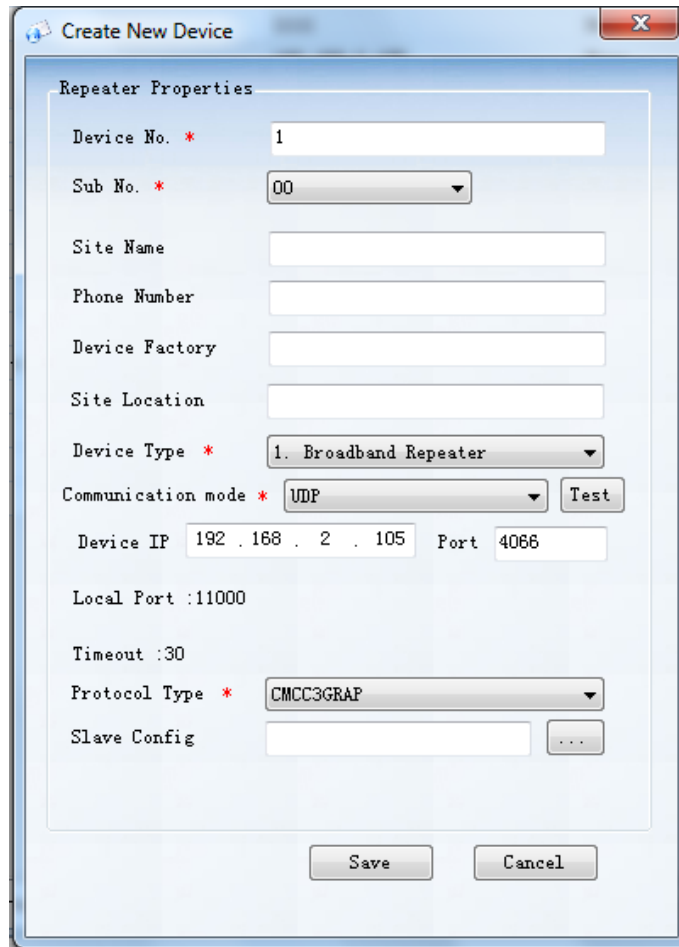 Create New Device
Repeater Properties
Device No. * 1
Sub No. * 00
Site Name
Phone Number
Device Factory
Site Location
Device Type * 1. Broadband Repeater
Communication mode * UDP Test
Device IP 192 . 168 . 2 . 105 Port 4066
Local Port :11000
Timeout :30
Protocol Type * CMCC3GRAP
Slave Config ...
Save Cancel